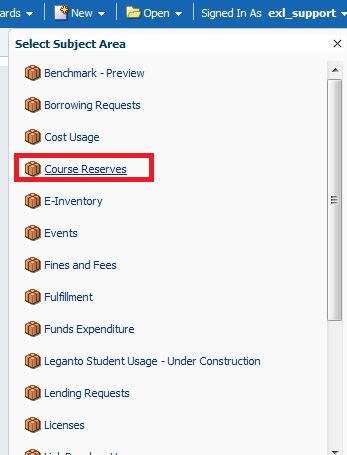 ards New Open Signed In As exl_support
Select Subject Area
Benchmark - Preview
Borrowing Requests
Cost Usage
Course Reserves
E-Inventory
Events
Fines and Fees
Fulfillment
Funds Expenditure
Leganto Student Usage - Under Construction
Lending Requests
Licenses